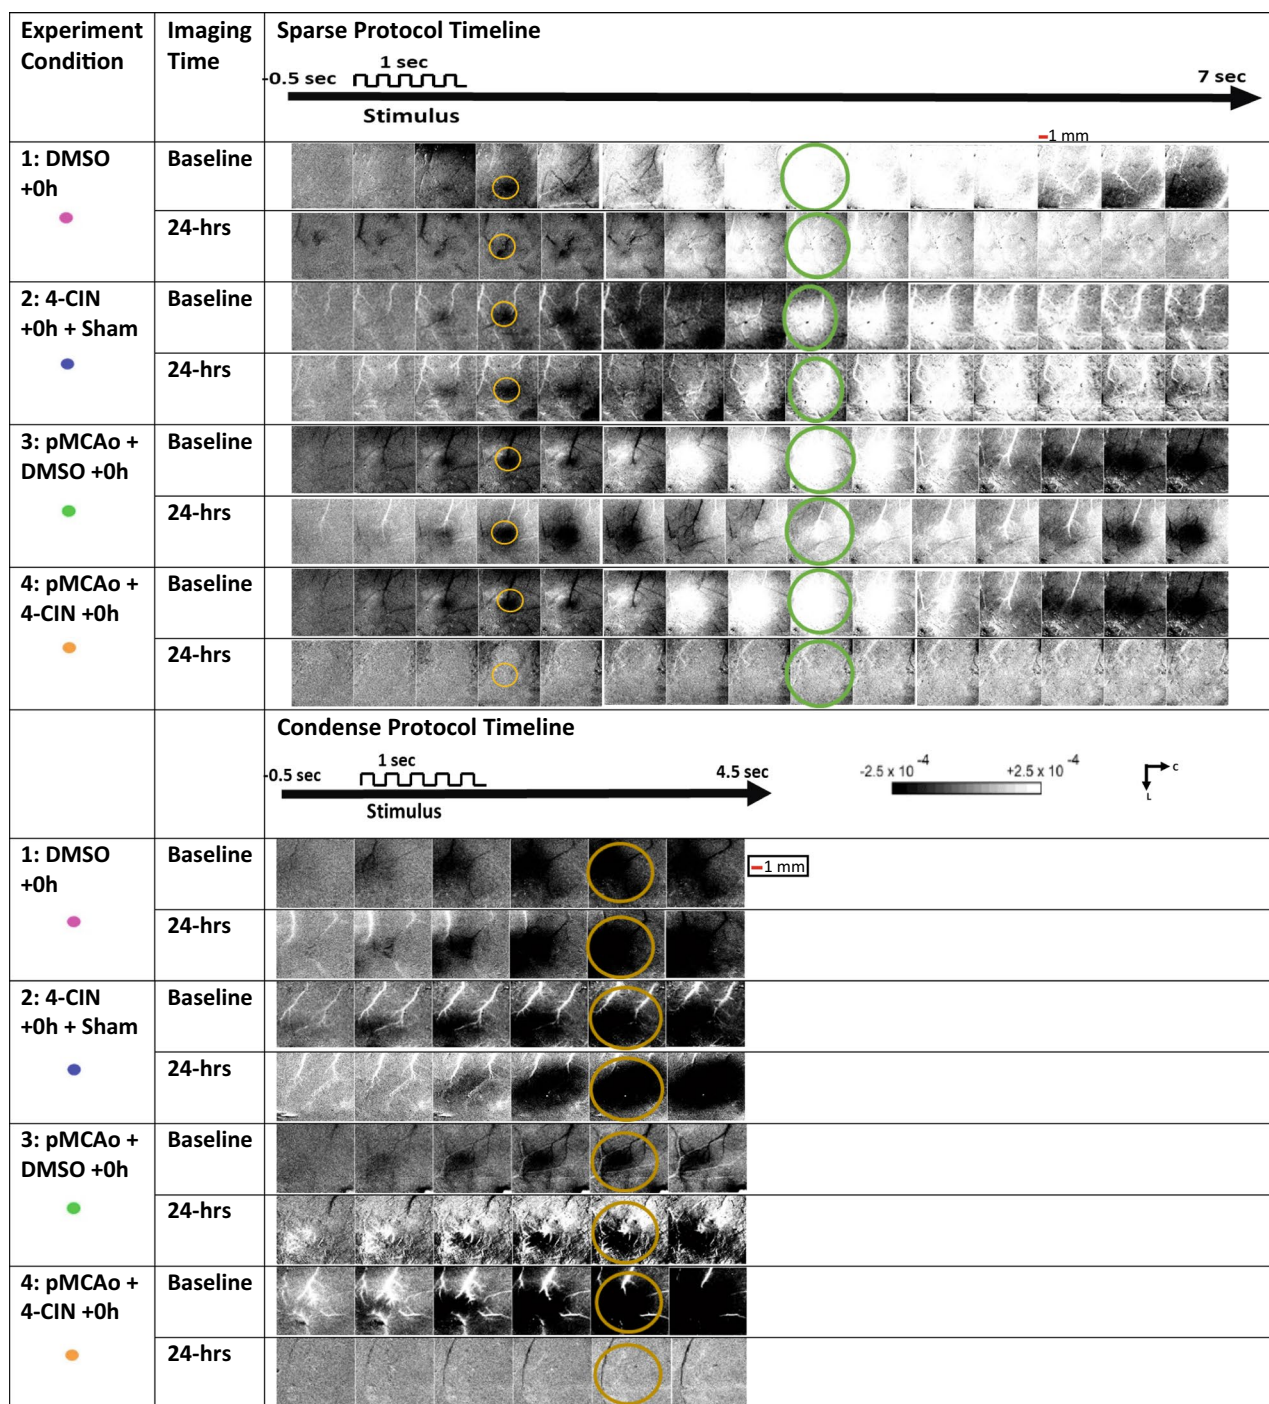 Experiment Condition
Imaging Time
Sparse Protocol Timeline
-0.5 sec
1 sec
7 sec
Stimulus
1 mm
1: DMSO
+0h
Baseline
24-hrs
2: 4-CIN
+0h + Sham
Baseline
24-hrs
3: pMCAo +
DMSO +0h
Baseline
24-hrs
4: pMCAo +
4-CIN +0h
Baseline
24-hrs
Condense Protocol Timeline
-0.5 sec
1 sec
4.5 sec
Stimulus
-2.5 x 10 -4
+2.5 x 10 -4
C
L
1: DMSO
+0h
Baseline
1 mm
24-hrs
2: 4-CIN
+0h + Sham
Baseline
24-hrs
3: pMCAo +
DMSO +0h
Baseline
24-hrs
4: pMCAo +
4-CIN +0h
Baseline
24-hrs